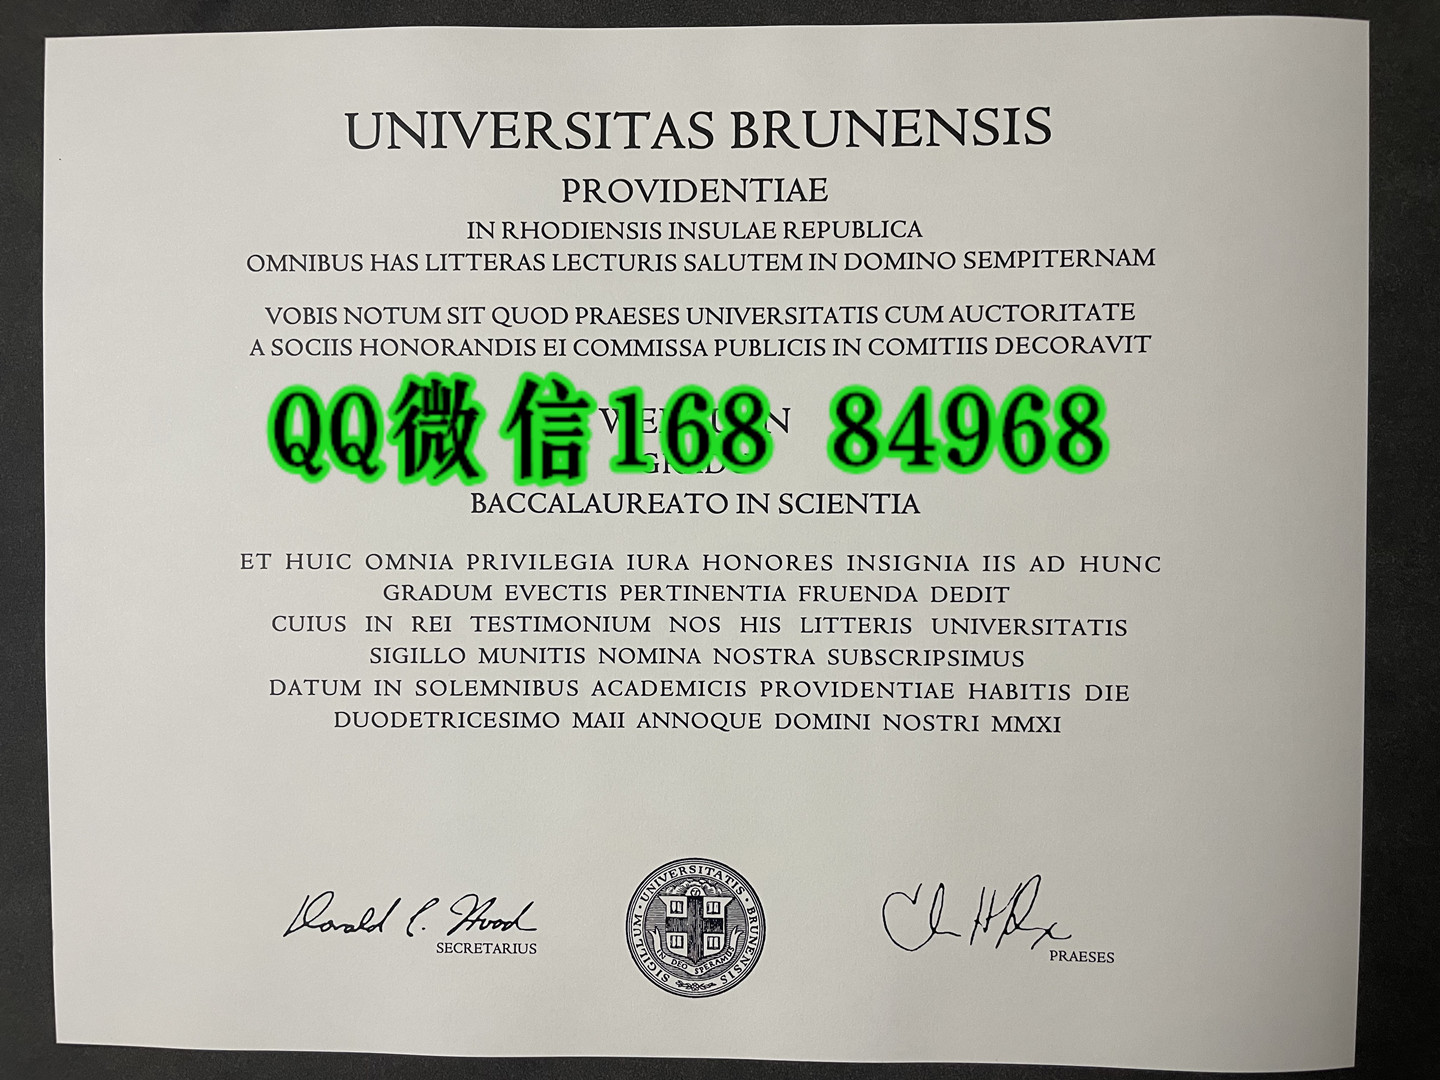 UNIVERSITAS BRUNENSIS
PROVIDENTIAE
IN RHODIENSIS INSULAE REPUBLICA
OMNIBUS HAS LITTERAS LECTURIS SALUTEM IN DOMINO SEMPITERNAM
VOBIS NOTUM SIT QUOD PRAESES UNIVERSITATIS CUM AUCTORITATE
A SOCIIS HONORANDIS EI COMMISSA PUBLICIS IN COMITIIS DECORAVIT
QQ微信168 84968
BACCALAUREATO IN SCIENTIA
ET HUIC OMNIA PRIVILEGIA IURA HONORES INSIGNIA IIS AD HUNC
GRADUM EVECTIS PERTINENTIA FRUENDA DEDIT
CUIUS IN REI TESTIMONIUM NOS HIS LITTERIS UNIVERSITATIS
SIGILLO MUNITIS NOMINA NOSTRA SUBSCRIPSIMUS
DATUM IN SOLEMNIBUS ACADEMICIS PROVIDENTIAE HABITIS DIE
DUODETRICESIMO MAII ANNOQUE DOMINI NOSTRI MMXI
Donald C. Hood
SECRETARIUS
SIGILLUM · UNIVERSITATIS · BRUNENSIS
IN DEO SPERAMUS
PRAESES